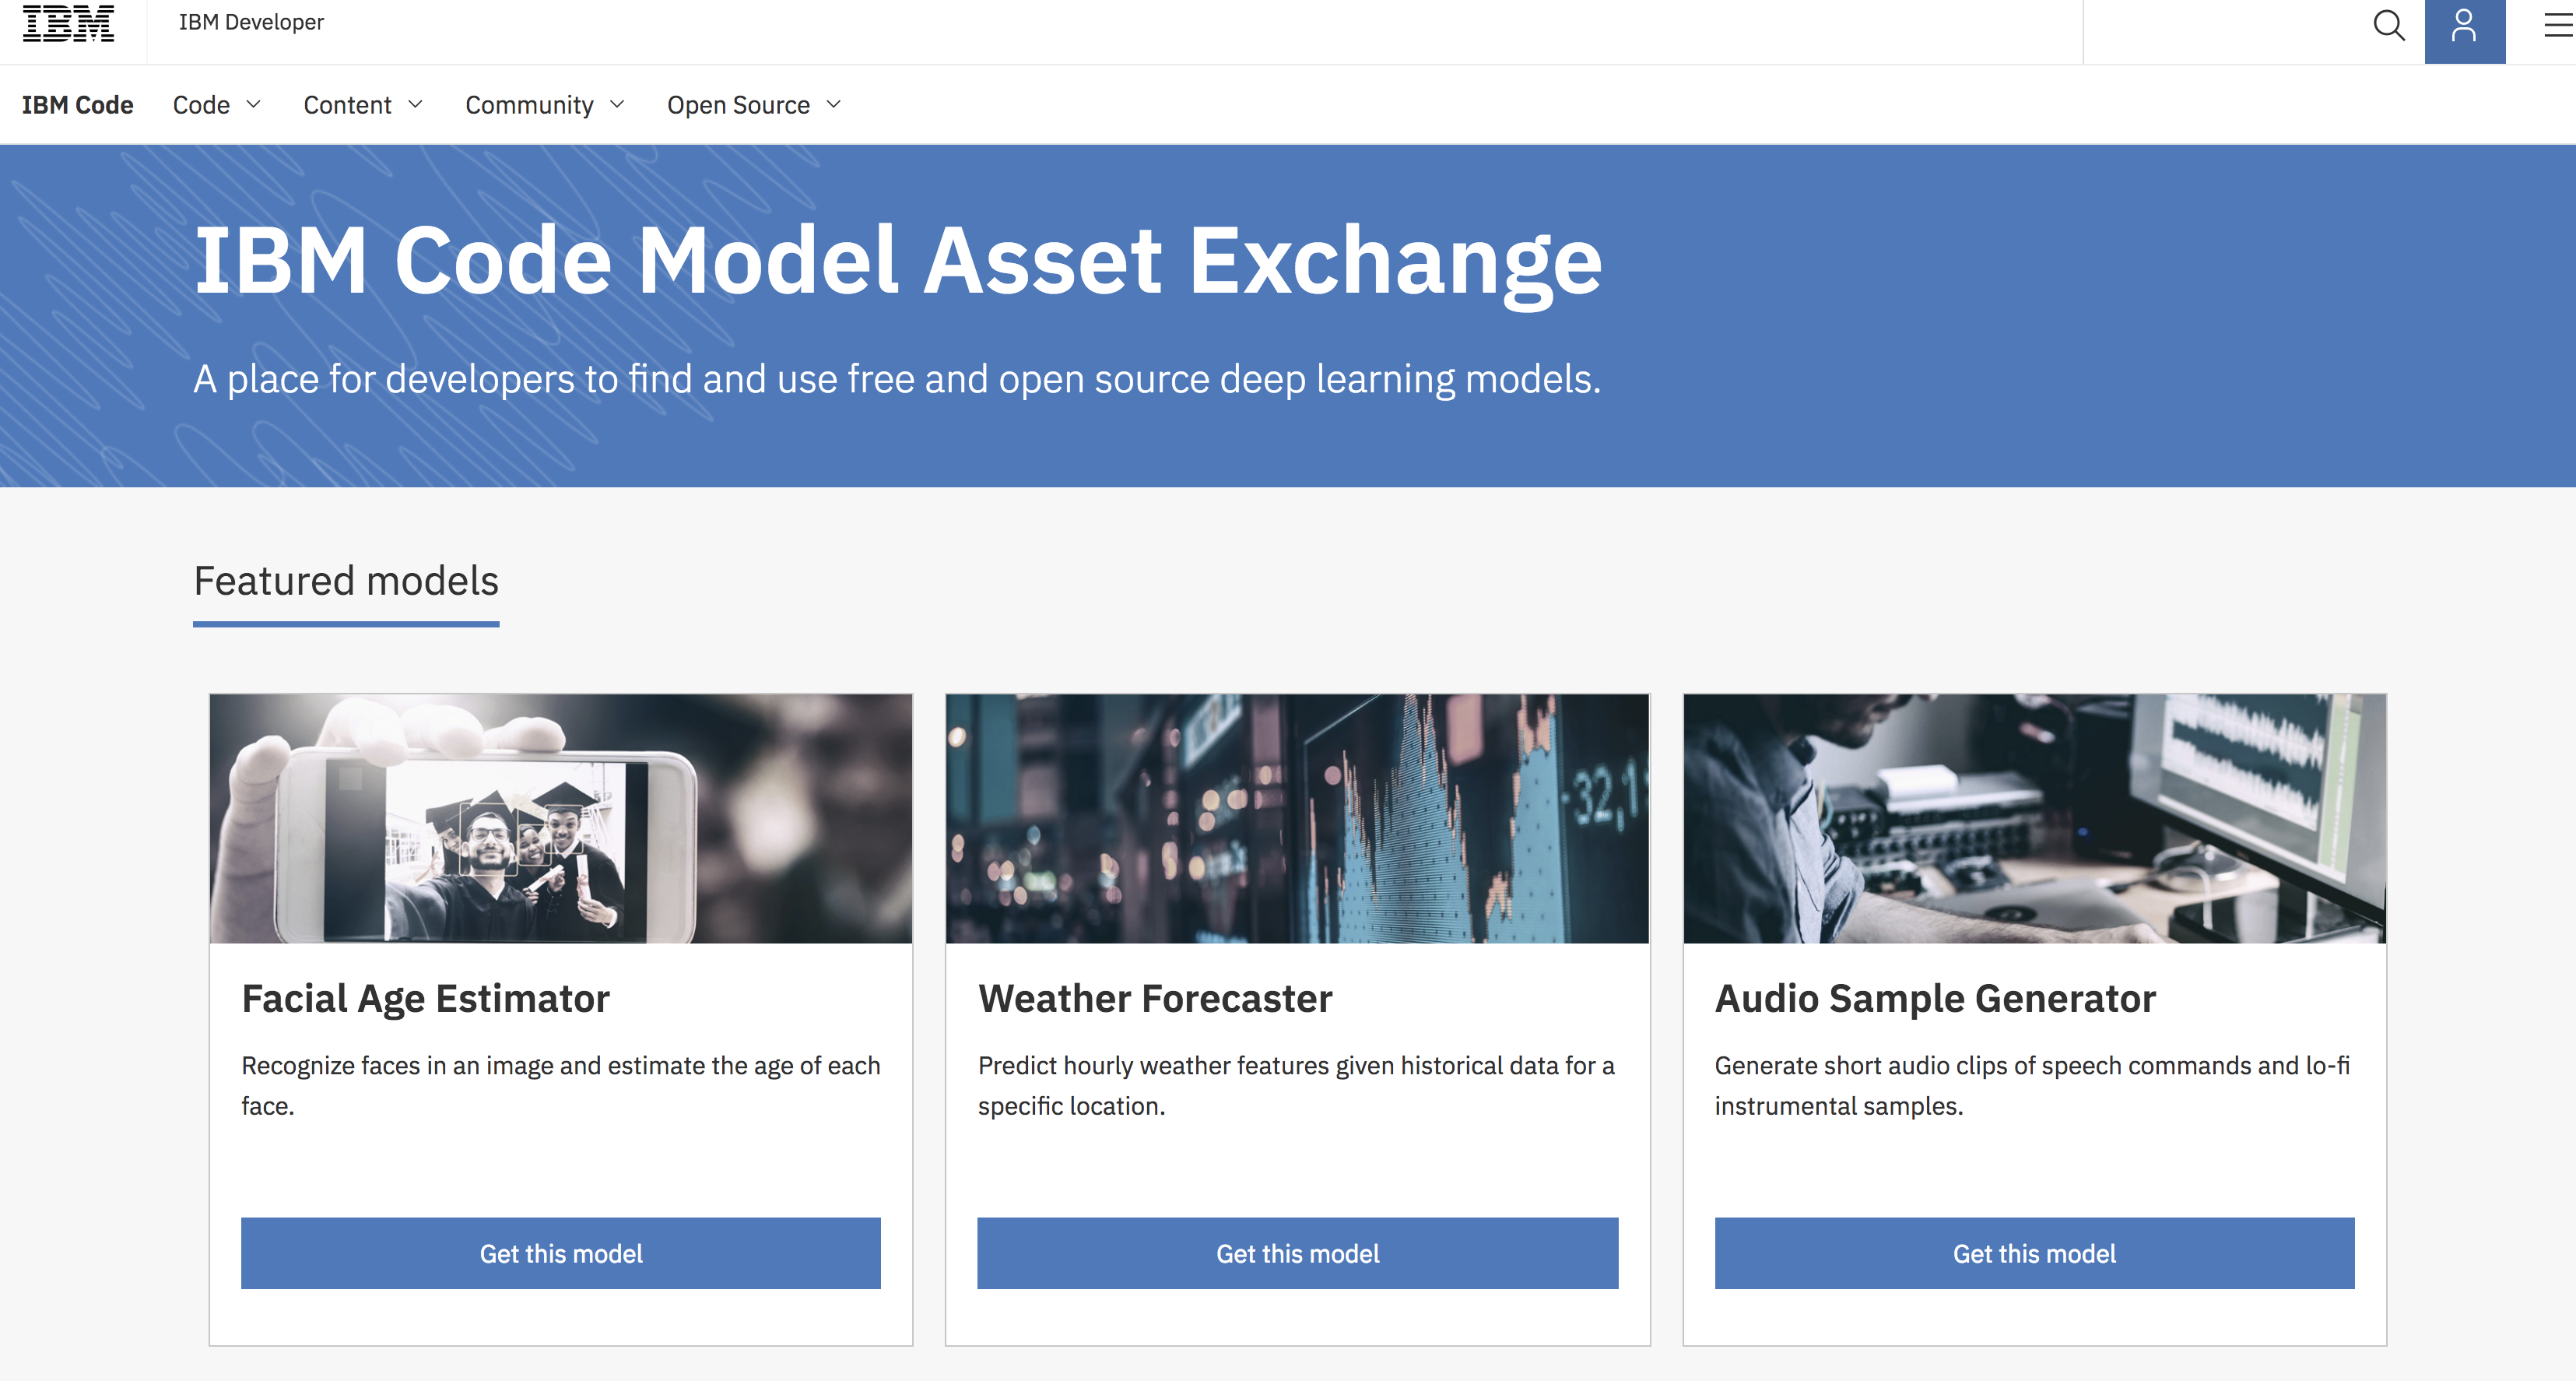 IBM
IBM Developer
IBM Code Code Content Community Open Source
IBM Code Model Asset Exchange
A place for developers to find and use free and open source deep learning models.
Featured models
-32,1
Facial Age Estimator
Recognize faces in an image and estimate the age of each
face.
Get this model
Weather Forecaster
Predict hourly weather features given historical data for a
specific location.
Get this model
Audio Sample Generator
Generate short audio clips of speech commands and lo-fi
instrumental samples.
Get this model